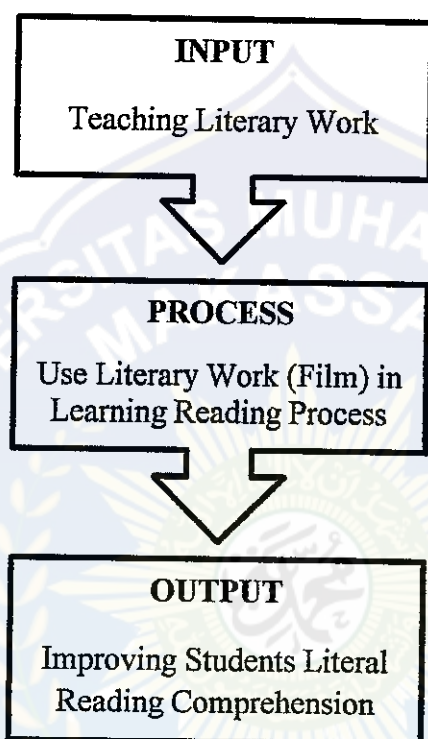 INPUT
Teaching Literary Work
PROCESS
Use Literary Work (Film) in
Learning Reading Process
OUTPUT
Improving Students Literal
Reading Comprehension